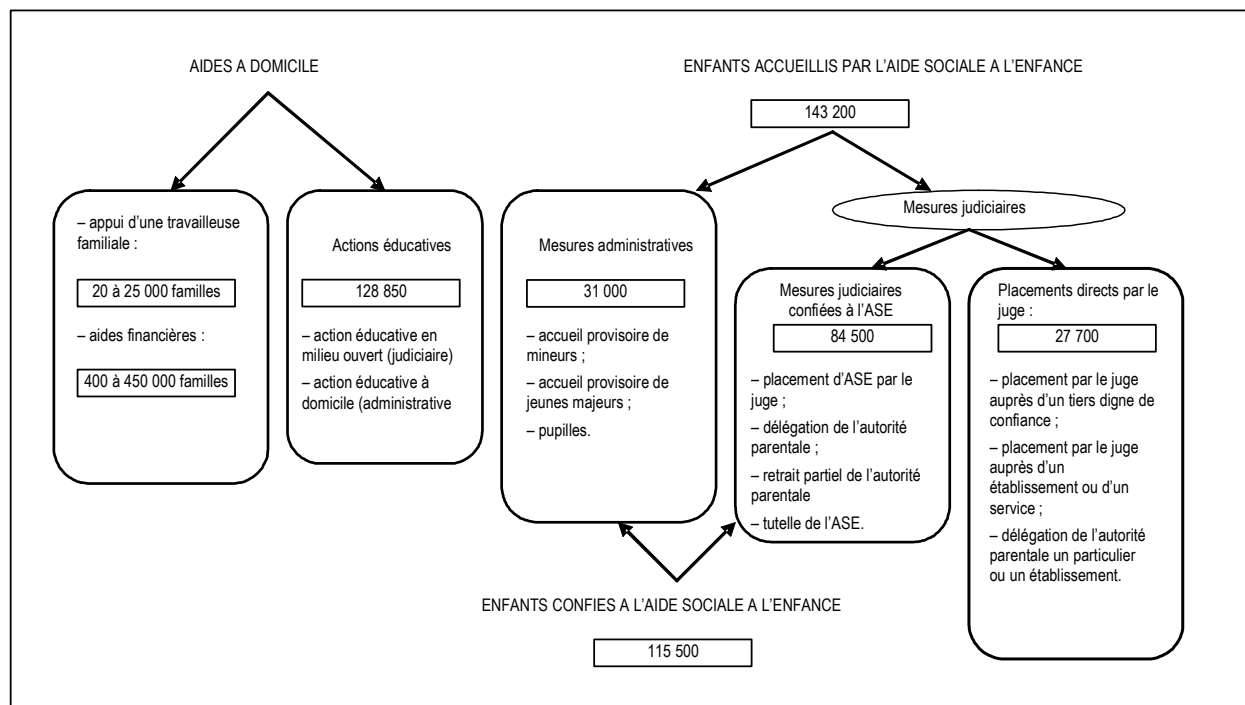 AIDES A DOMICILE
ENFANTS ACCUEILLIS PAR L'AIDE SOCIALE A L'ENFANCE
143 200
– appui d'une travailleuse
familiale :
20 à 25 000 familles
– aides financières :
400 à 450 000 familles
Actions éducatives
128 850
– action éducative en
milieu ouvert (judiciaire)
– action éducative à
domicile (administrative
Mesures administratives
31 000
– accueil provisoire de
mineurs ;
– accueil provisoire de
jeunes majeurs ;
– pupilles.
Mesures judiciaires
Mesures judiciaires
confiées à l'ASE
84 500
– placement d'ASE par le
juge ;
– délégation de l'autorité
parentale ;
– retrait partiel de l'autorité
parentale
– tutelle de l'ASE.
Placements directs par le
juge :
27 700
– placement par le juge
auprès d'un tiers digne de
confiance ;
– placement par le juge
auprès d'un
établissement ou d'un
service ;
– délégation de l'autorité
parentale un particulier
ou un établissement.
ENFANTS CONFIES A L'AIDE SOCIALE A L'ENFANCE
115 500